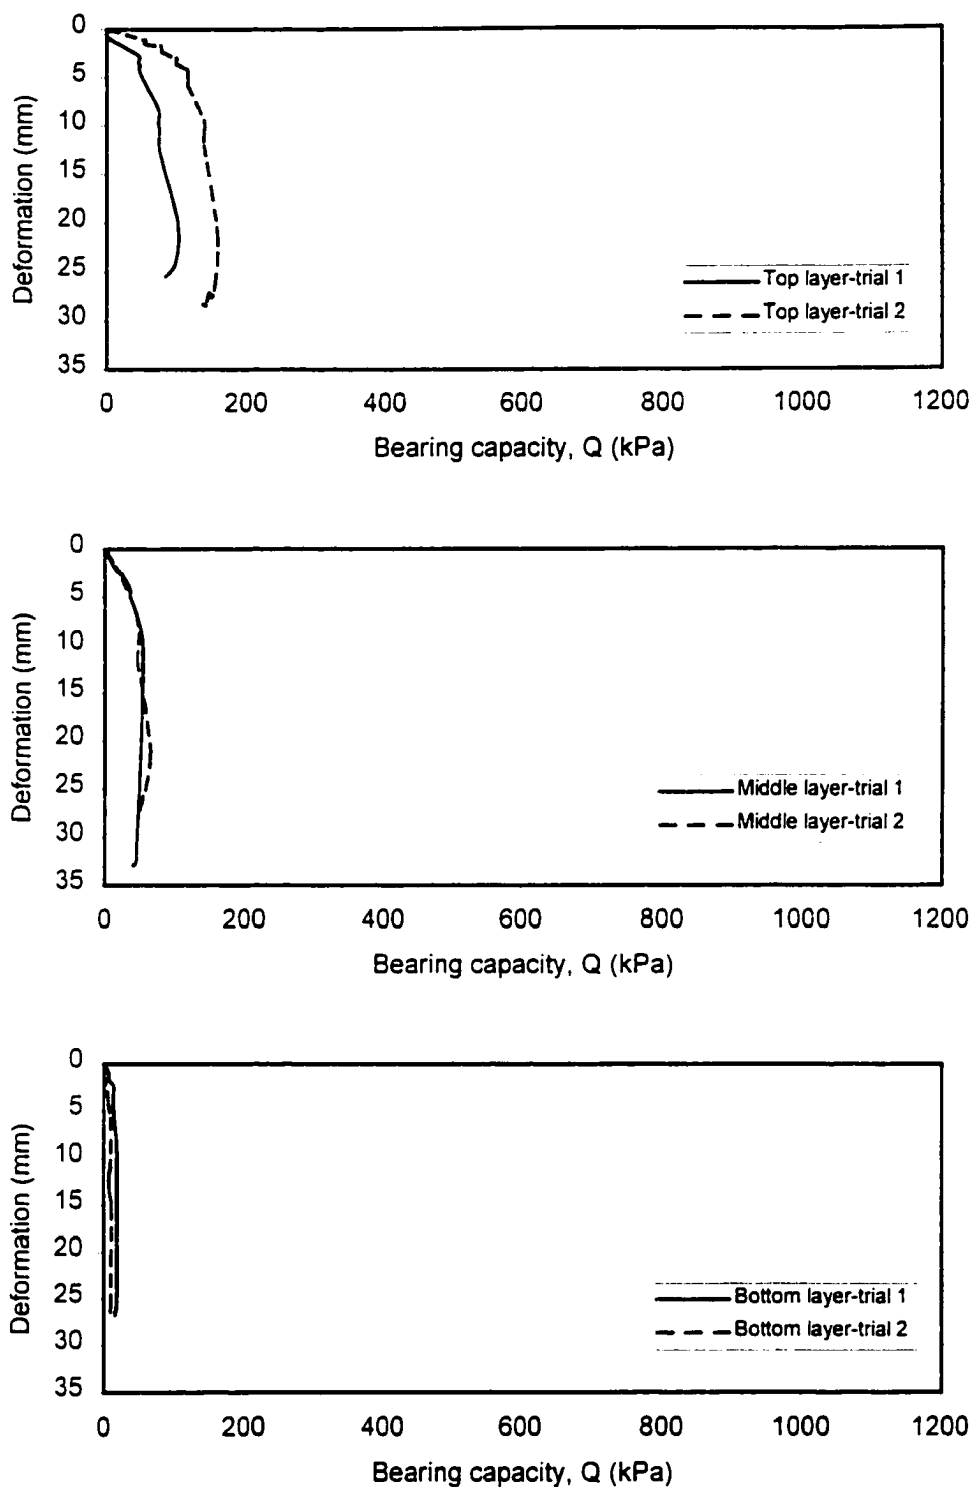 0
5
10
15
20
25
30
35
Deformation (mm)
Top layer-trial 1
Top layer-trial 2
0 200 400 600 800 1000 1200
Bearing capacity, Q (kPa)
0
5
10
15
20
25
30
35
Deformation (mm)
Middle layer-trial 1
Middle layer-trial 2
0 200 400 600 800 1000 1200
Bearing capacity, Q (kPa)
0
5
10
15
20
25
30
35
Deformation (mm)
Bottom layer-trial 1
Bottom layer-trial 2
0 200 400 600 800 1000 1200
Bearing capacity, Q (kPa)